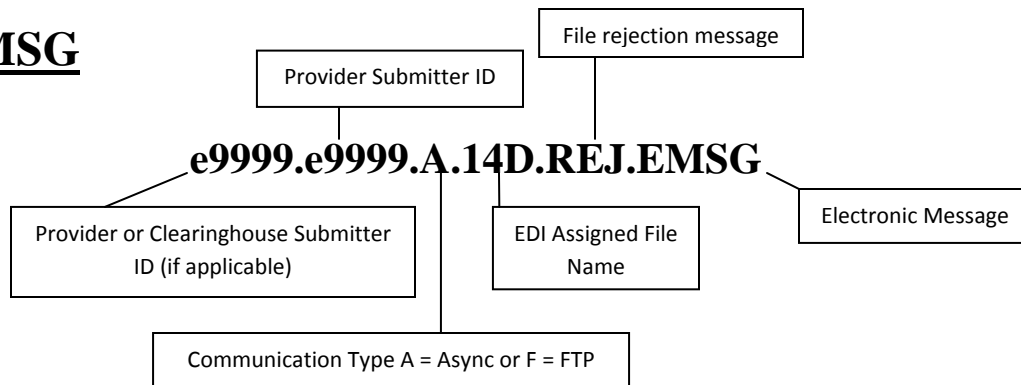 MSG
File rejection message
Provider Submitter ID
e9999.e9999.A.14D.REJ.EMSG
Provider or Clearinghouse Submitter
ID (if applicable)
EDI Assigned File
Name
Electronic Message
Communication Type A = Async or F = FTP